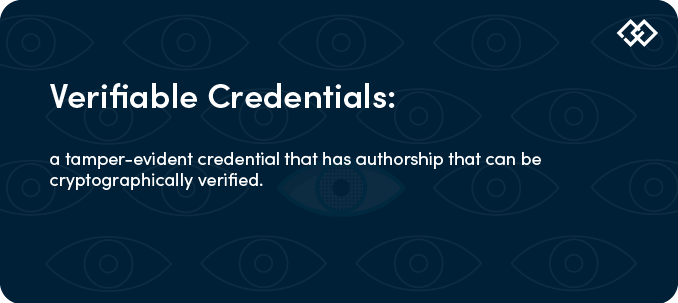 Verifiable Credentials:
a tamper-evident credential that has authorship that can be
cryptographically verified.